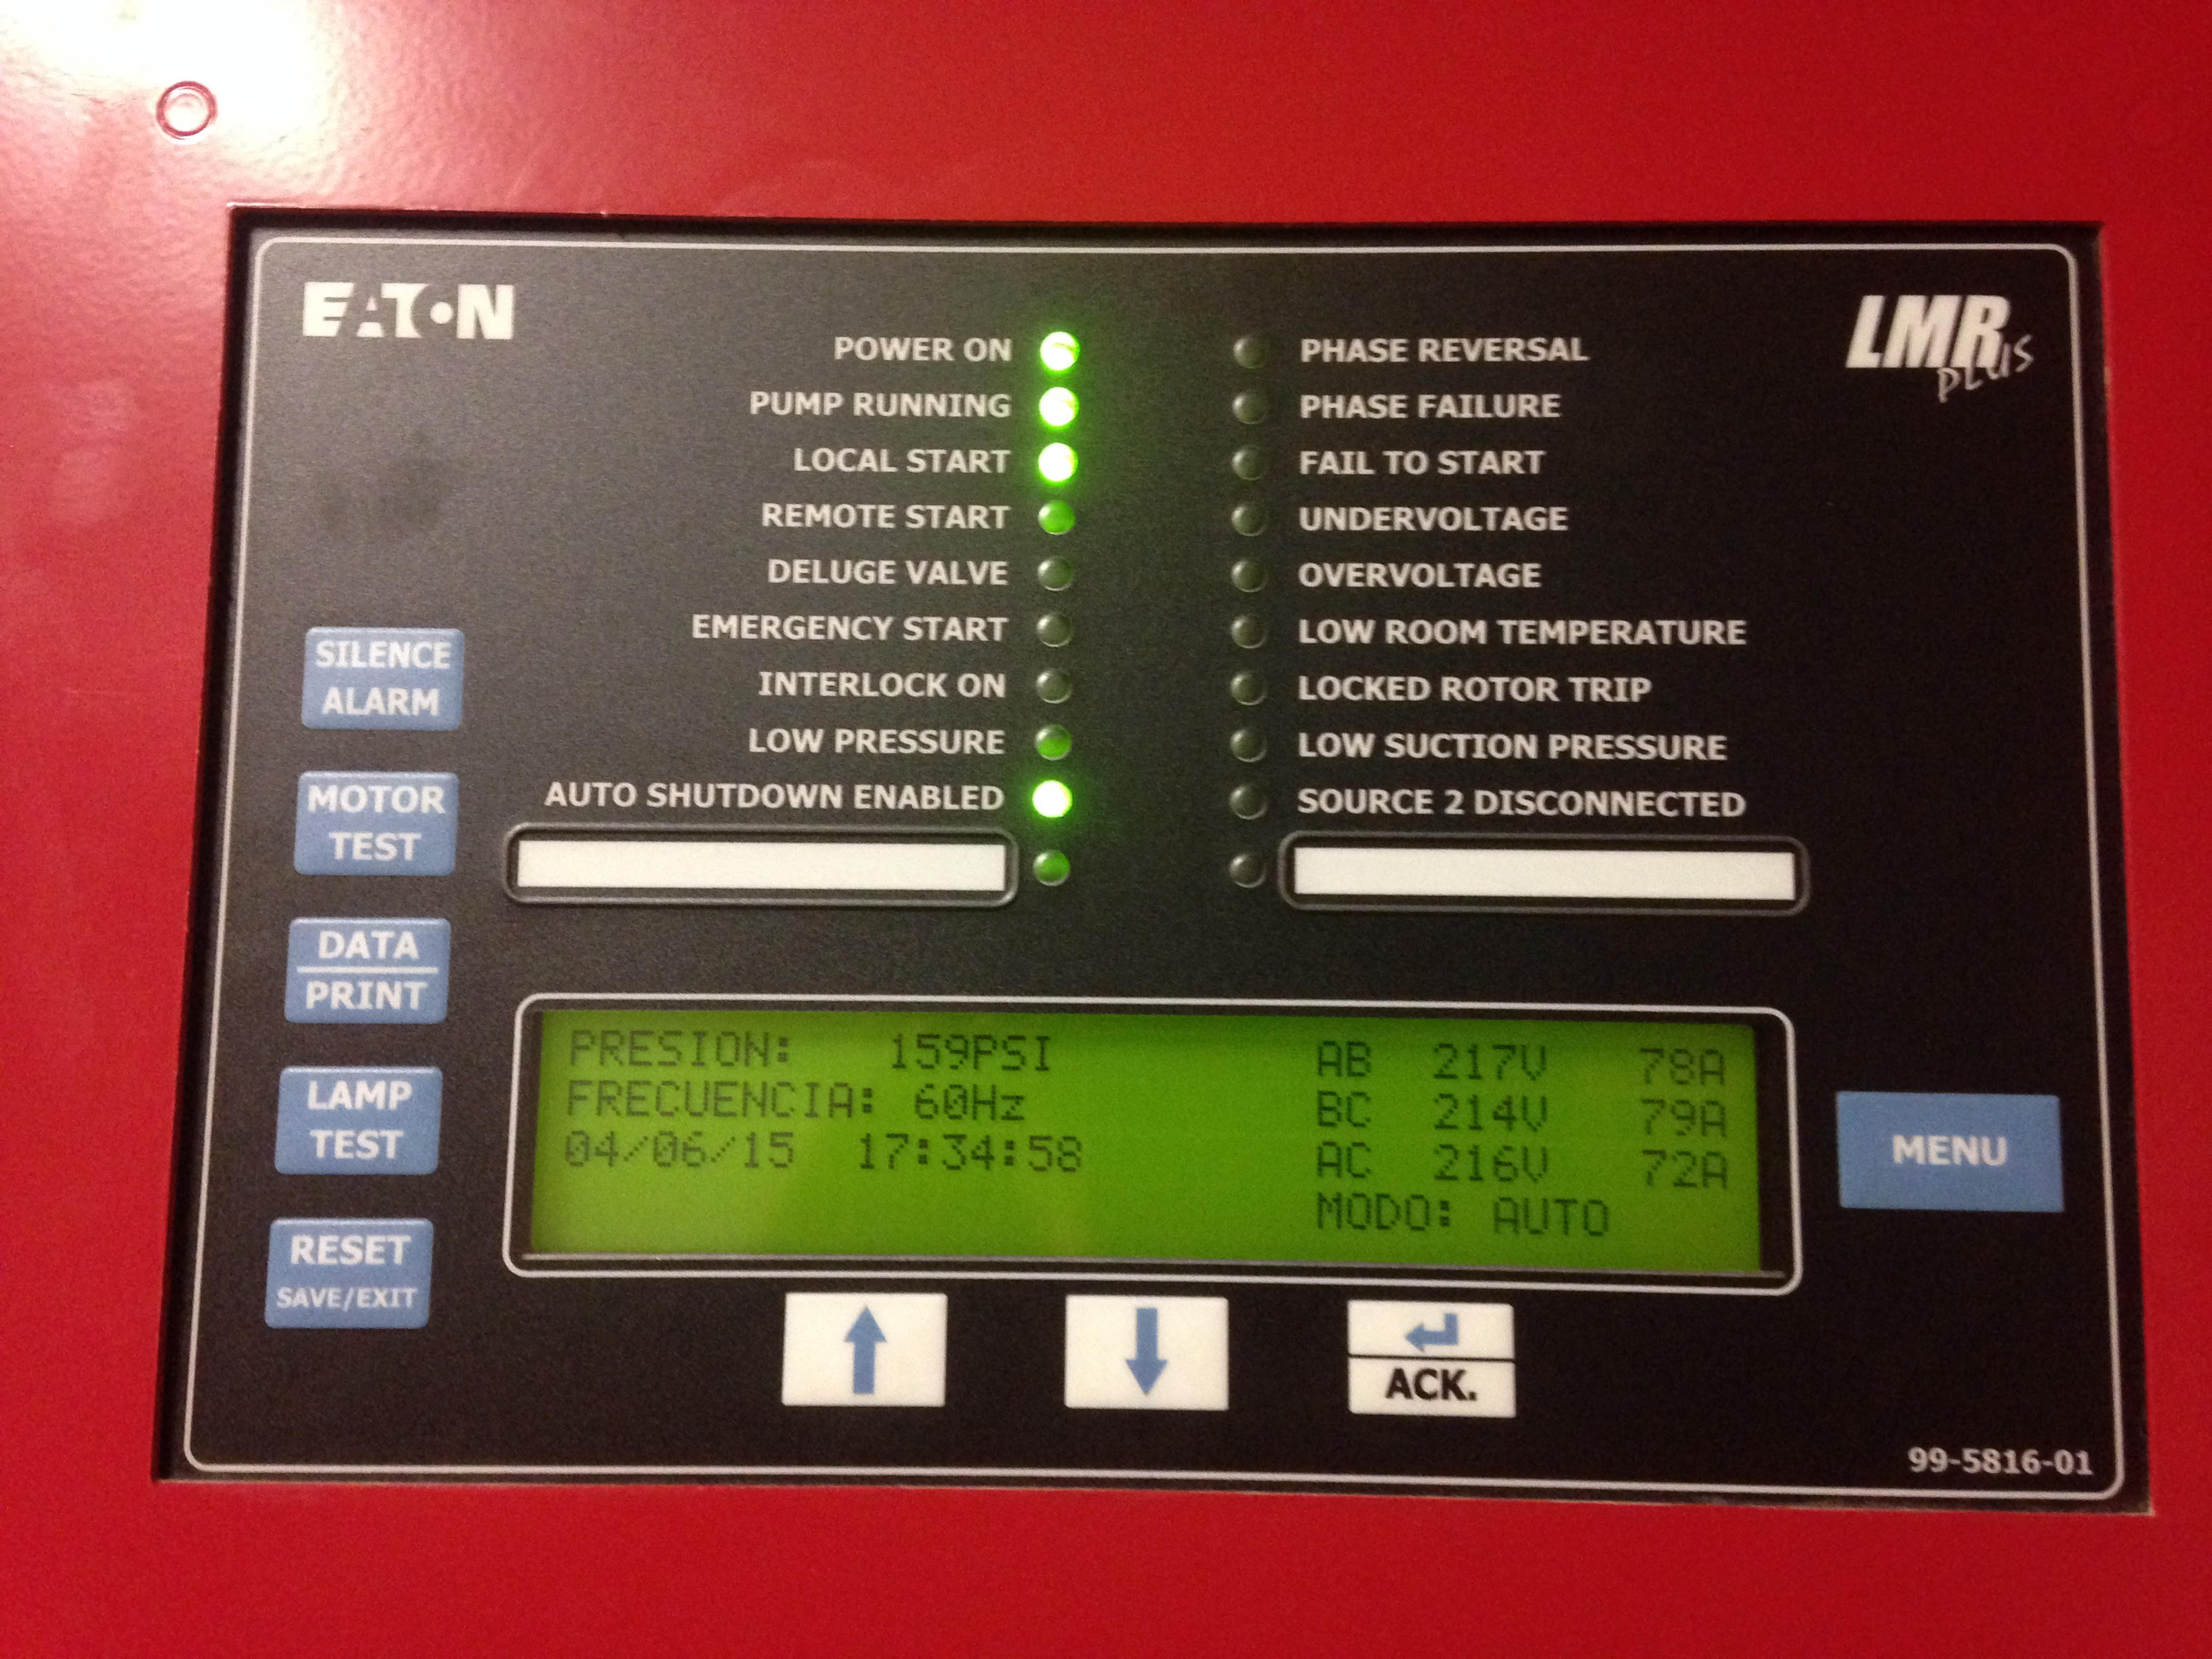 EATON
LMR PLUS
POWER ON
PUMP RUNNING
LOCAL START
REMOTE START
DELUGE VALVE
EMERGENCY START
INTERLOCK ON
LOW PRESSURE
AUTO SHUTDOWN ENABLED
PHASE REVERSAL
PHASE FAILURE
FAIL TO START
UNDERVOLTAGE
OVERVOLTAGE
LOW ROOM TEMPERATURE
LOCKED ROTOR TRIP
LOW SUCTION PRESSURE
SOURCE 2 DISCONNECTED
SILENCE
ALARM
MOTOR
TEST
DATA
PRINT
LAMP
TEST
RESET
SAVE/EXIT
PRESION: 159PSI
FRECUENCIA: 60Hz
04/06/15 17:34:58
AB 217V 78A
BC 214V 79A
AC 216V 72A
MODO: AUTO
MENU
ACK.
99-5816-01